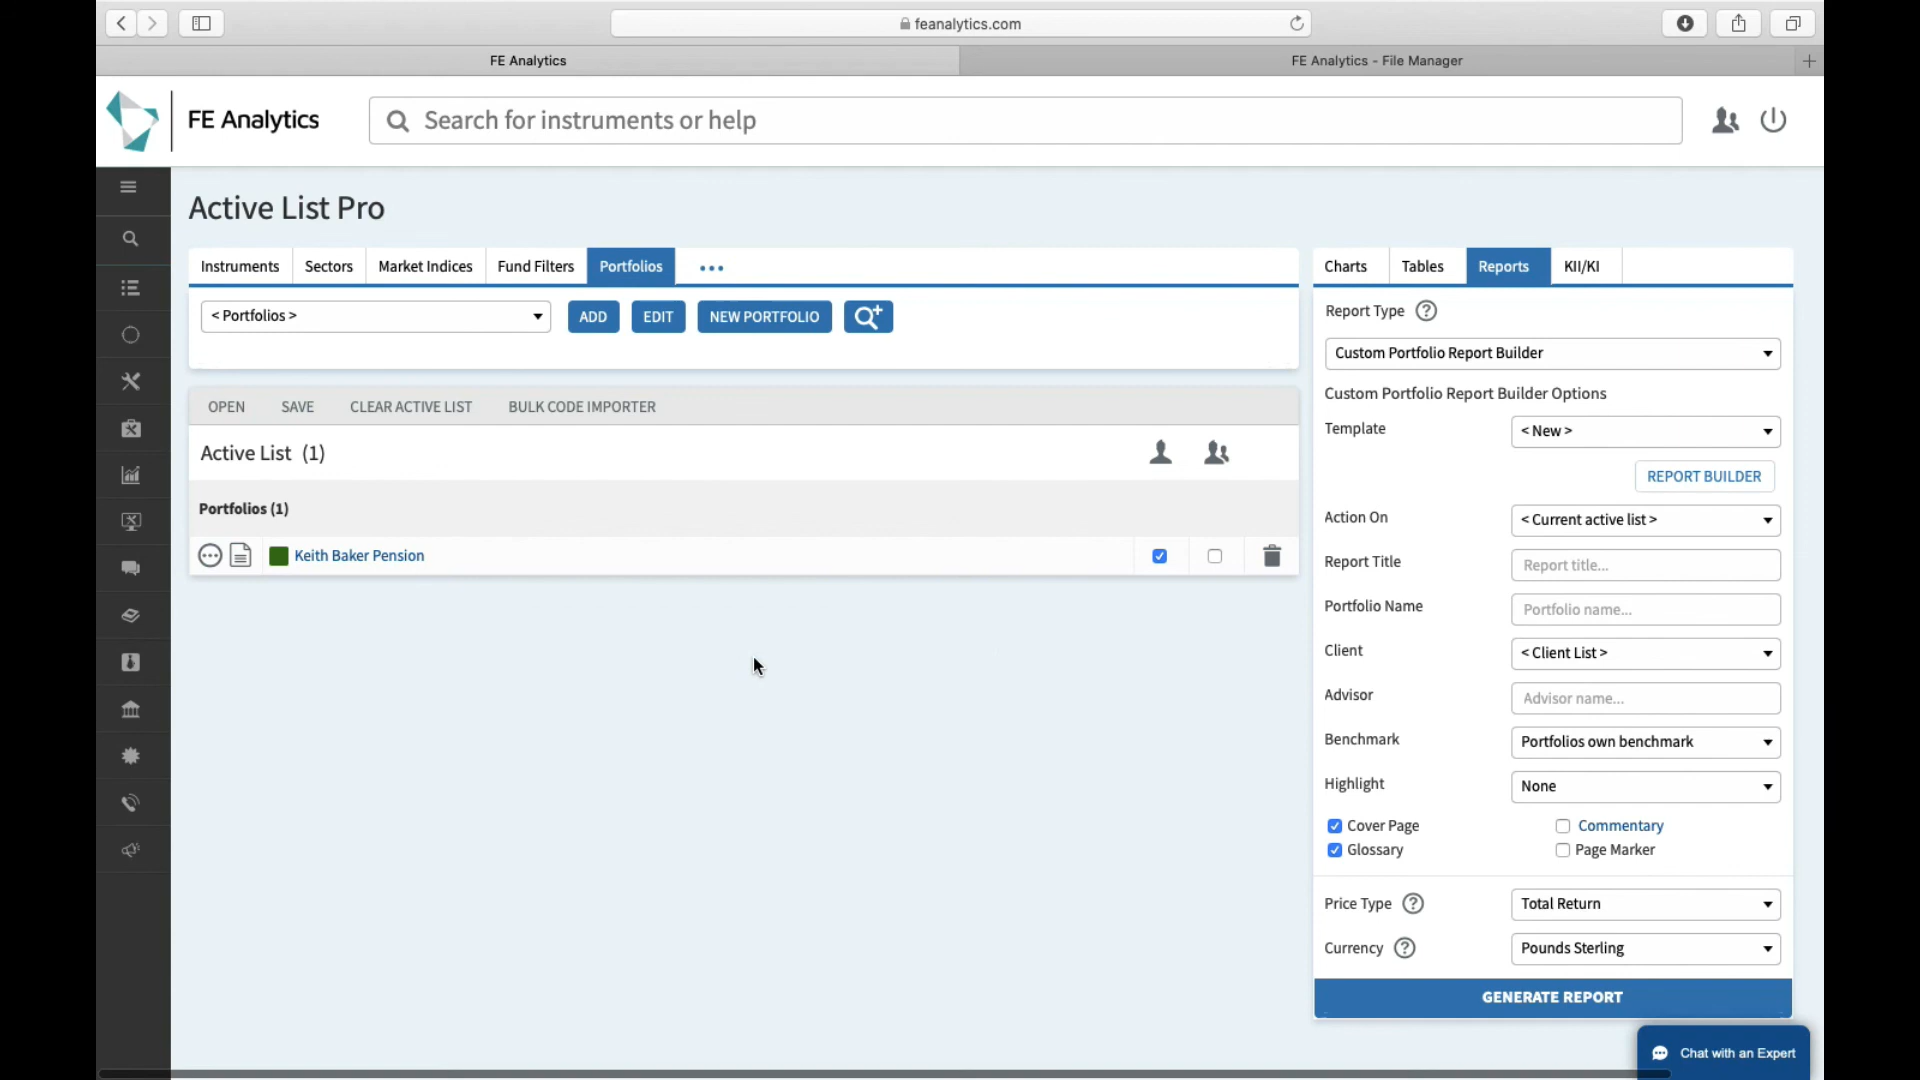 feanalytics.com
FE Analytics
FE Analytics - File Manager
FE Analytics
Search for instruments or help
Active List Pro
Instruments
Sectors
Market Indices
Fund Filters
Portfolios
< Portfolios >
ADD
EDIT
NEW PORTFOLIO
OPEN
SAVE
CLEAR ACTIVE LIST
BULK CODE IMPORTER
Active List (1)
Portfolios (1)
Keith Baker Pension
Charts
Tables
Reports
KII/KI
Report Type
Custom Portfolio Report Builder
Custom Portfolio Report Builder Options
Template
< New >
REPORT BUILDER
Action On
< Current active list >
Report Title
Report title...
Portfolio Name
Portfolio name...
Client
< Client List >
Advisor
Advisor name...
Benchmark
Portfolios own benchmark
Highlight
None
Cover Page
Commentary
Glossary
Page Marker
Price Type
Total Return
Currency
Pounds Sterling
GENERATE REPORT
Chat with an Expert